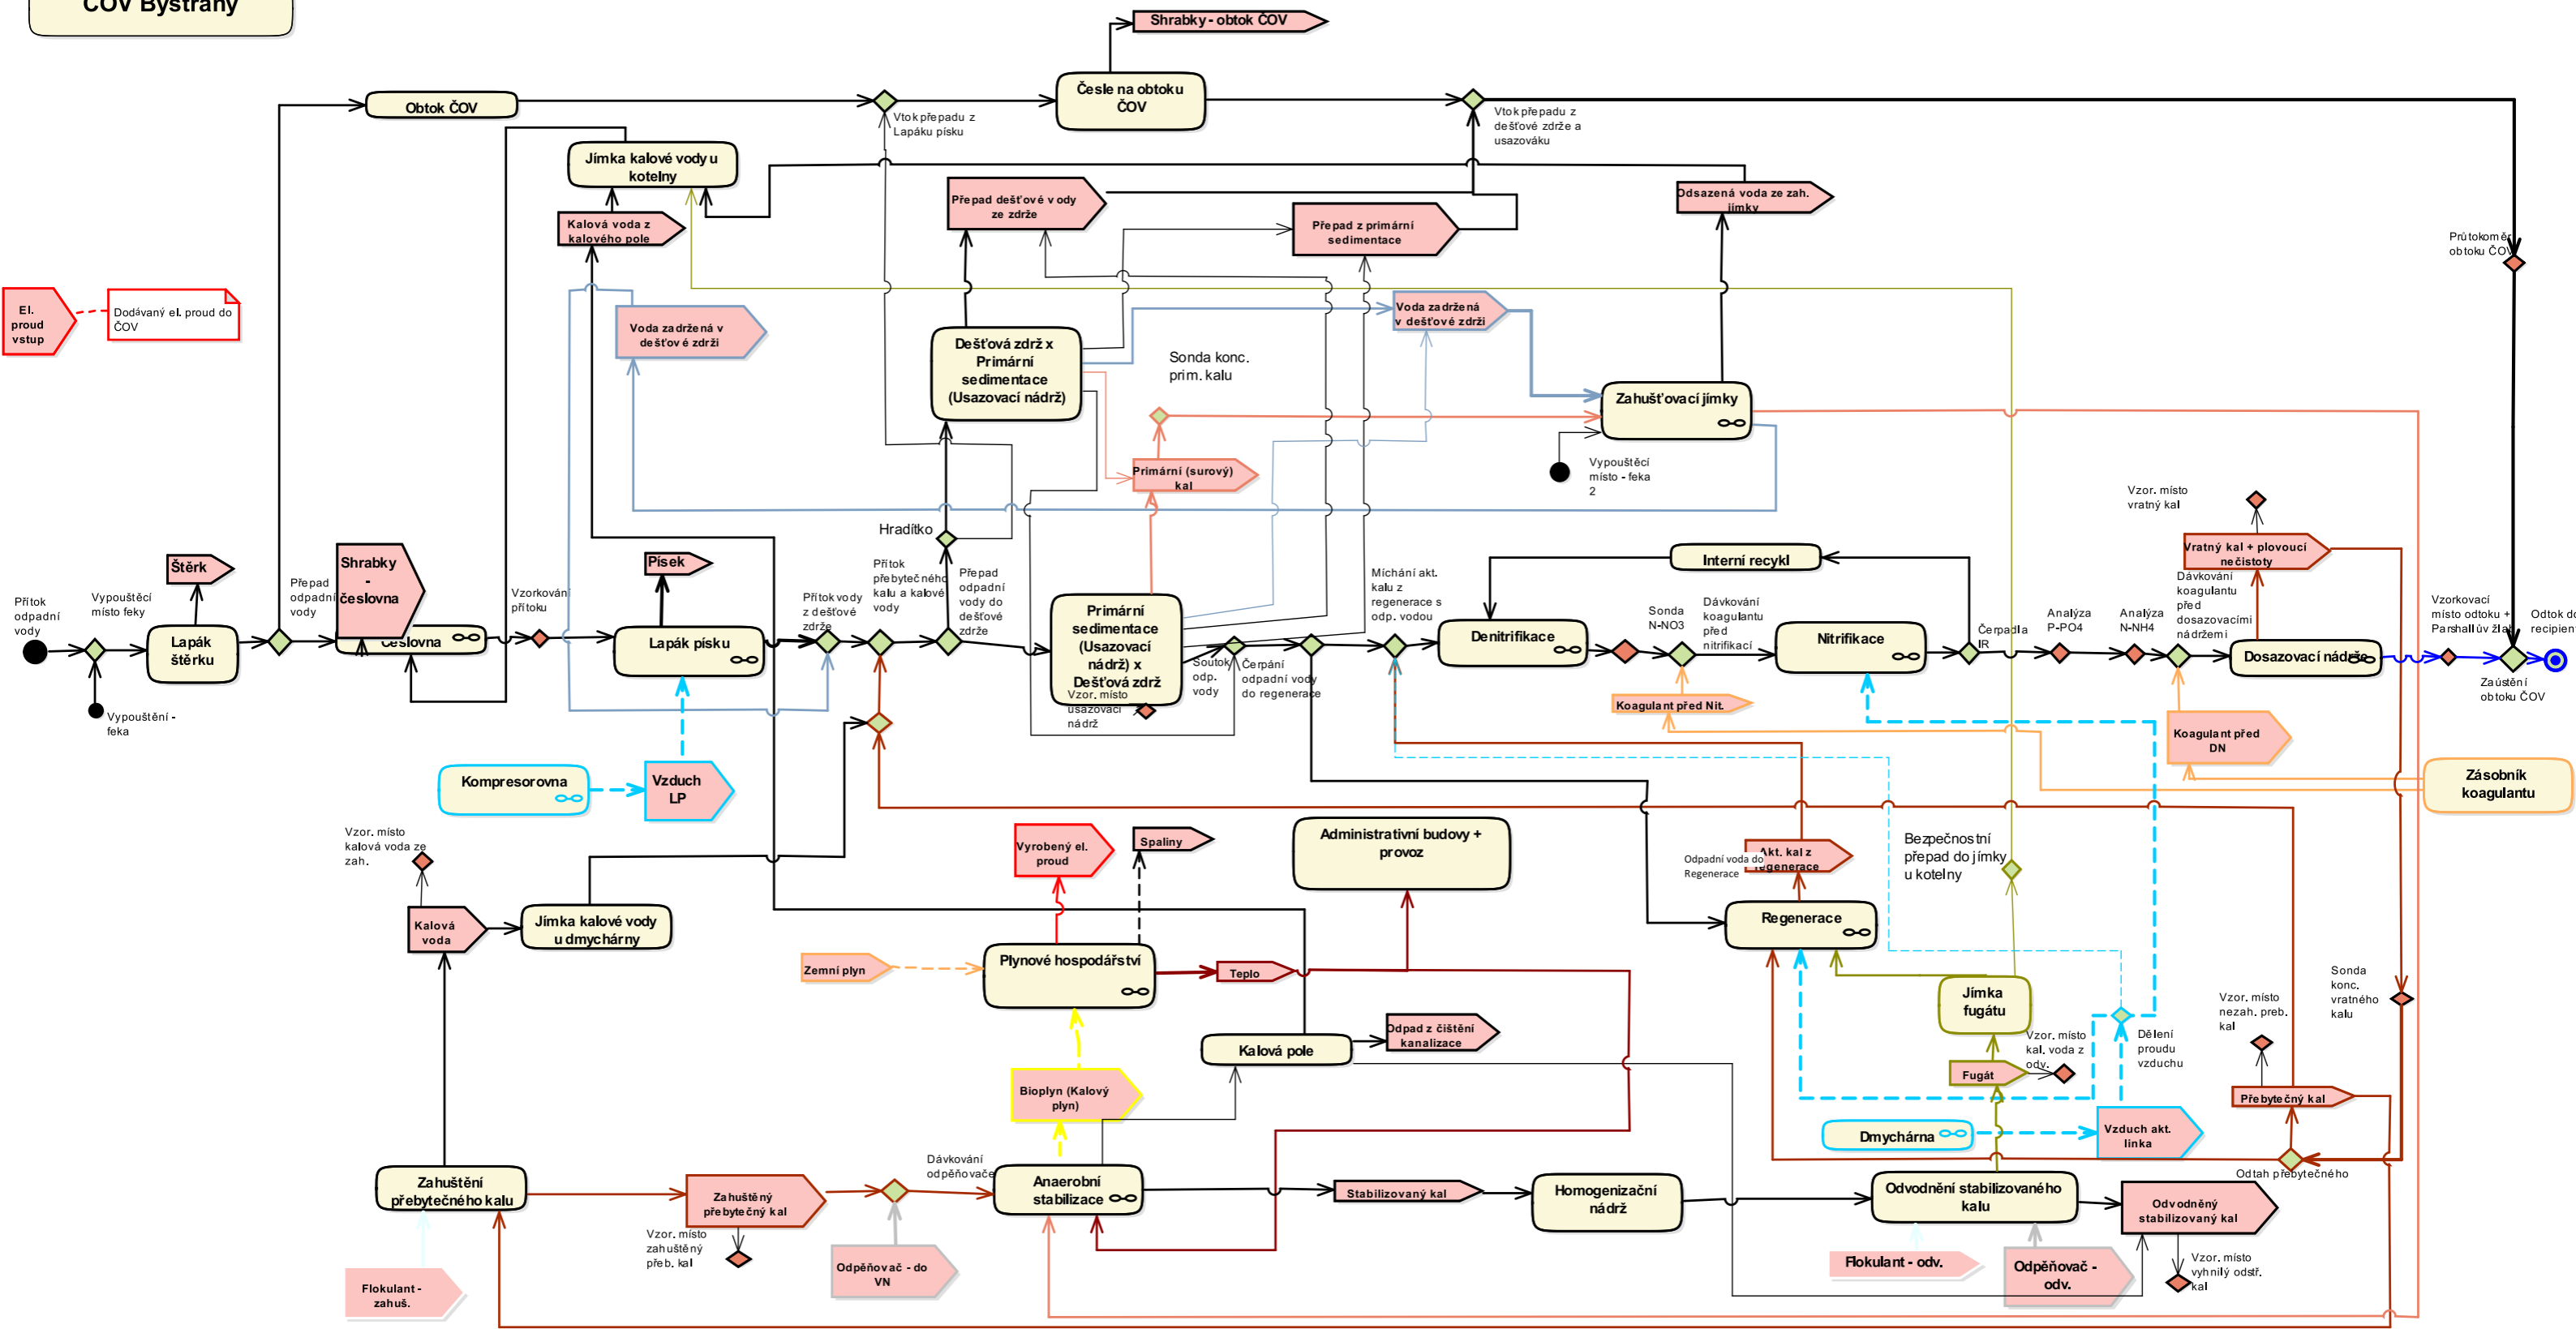 ČOV Bystřany
Shrabky - obtok ČOV
Obtok ČOV
Vtok přepadu z
Lapáku písku
Česle na obtoku
ČOV
Vtok přepadu z
dešťové zdrže a
usazováku
Jímka kalové vody u
kotelny
Kalová voda z
kalového pole
Přepad dešťové vody
ze zdrže
Přepad z primární
sedimentace
Odsazená voda ze zah.
jímky
Průtokoměr
obtoku ČOV
El.
proud
vstup
Dodávaný el. proud do
ČOV
Voda zadržená v
dešťové zdrži
Dešťová zdrž x
Primární
sedimentace
(Usazovací nádrž)
Voda zadržená
v dešťové zdrži
Sonda konc.
prim. kalu
Zahušťovací jímky
Primární (surový)
kal
Vypouštěcí
místo - feka
2
Vzor. místo
vratný kal
Hradítko
Přítok
odpadní
vody
Vypouštěcí
místo feky
Štěrk
Lapák
štěrku
Vypouštění -
feka
Přepad
odpadní
vody
Shrabky
-
česlovna
Česlovna
Vzorkování
přítoku
Písek
Lapák písku
Přítok vody
z dešťové
zdrže
Přítok
přebytečného
kalu a kalové
vody
Přepad
odpadní
vody do
dešťové
zdrže
Primární
sedimentace
(Usazovací
nádrž) x
Dešťová zdrž
Vzor. místo
usazovací
nádrž
Soutok
odp.
vody
Čerpání
odpadní vody
do regenerace
Míchání akt.
kalu z
regenerace s
odp. vodou
Interní recykl
Denitrifikace
Sonda
N-NO3
Dávkování
koagulantu
před
nitrifikací
Nitrifikace
Čerpadla
IR
Analýza
P-PO4
Analýza
N-NH4
Vratný kal + plovoucí
nečistoty
Dávkování
koagulantu
před
dosazovacími
nádržemi
Dosazovací nádrže
Vzorkovací
místo odtoku +
Parshallův žlab
Odtok do
recipientu
Zaústění
obtoku ČOV
Koagulant před Nit.
Koagulant před
DN
Zásobník
koagulantu
Kompresorovna
Vzduch
LP
Vzor. místo
kalová voda ze
zah.
Kalová
voda
Jímka kalové vody
u dmychárny
Vyrobený el.
proud
Spaliny
Administrativní budovy +
provoz
Odpadní voda do
Regenerace
Akt. kal z
regenerace
Bezpečnostní
přepad do jímky
u kotelny
Regenerace
Zemní plyn
Plynové hospodářství
Teplo
Jímka
fugátu
Sonda
konc.
vratného
kalu
Vzor. místo
nezah. preb.
kal
Odpad z čištění
kanalizace
Kalová pole
Vzor. místo
kal. voda z
odv.
Fugát
Dělení
proudu
vzduchu
Bioplyn (Kalový
plyn)
Přebytečný kal
Dmychárna
Vzduch akt.
linka
Odtah přebytečného
Zahuštění
přebytečného kalu
Zahuštěný
přebytečný kal
Vzor. místo
zahuštěný
přeb. kal
Dávkování
odpěňovače
Anaerobní
stabilizace
Stabilizovaný kal
Homogenizační
nádrž
Odvodnění stabilizovaného
kalu
Odvodněný
stabilizovaný kal
Vzor. místo
vyhnilý odstř.
kal
Flokulant -
zahuš.
Odpěňovač - do
VN
Flokulant - odv.
Odpěňovač -
odv.